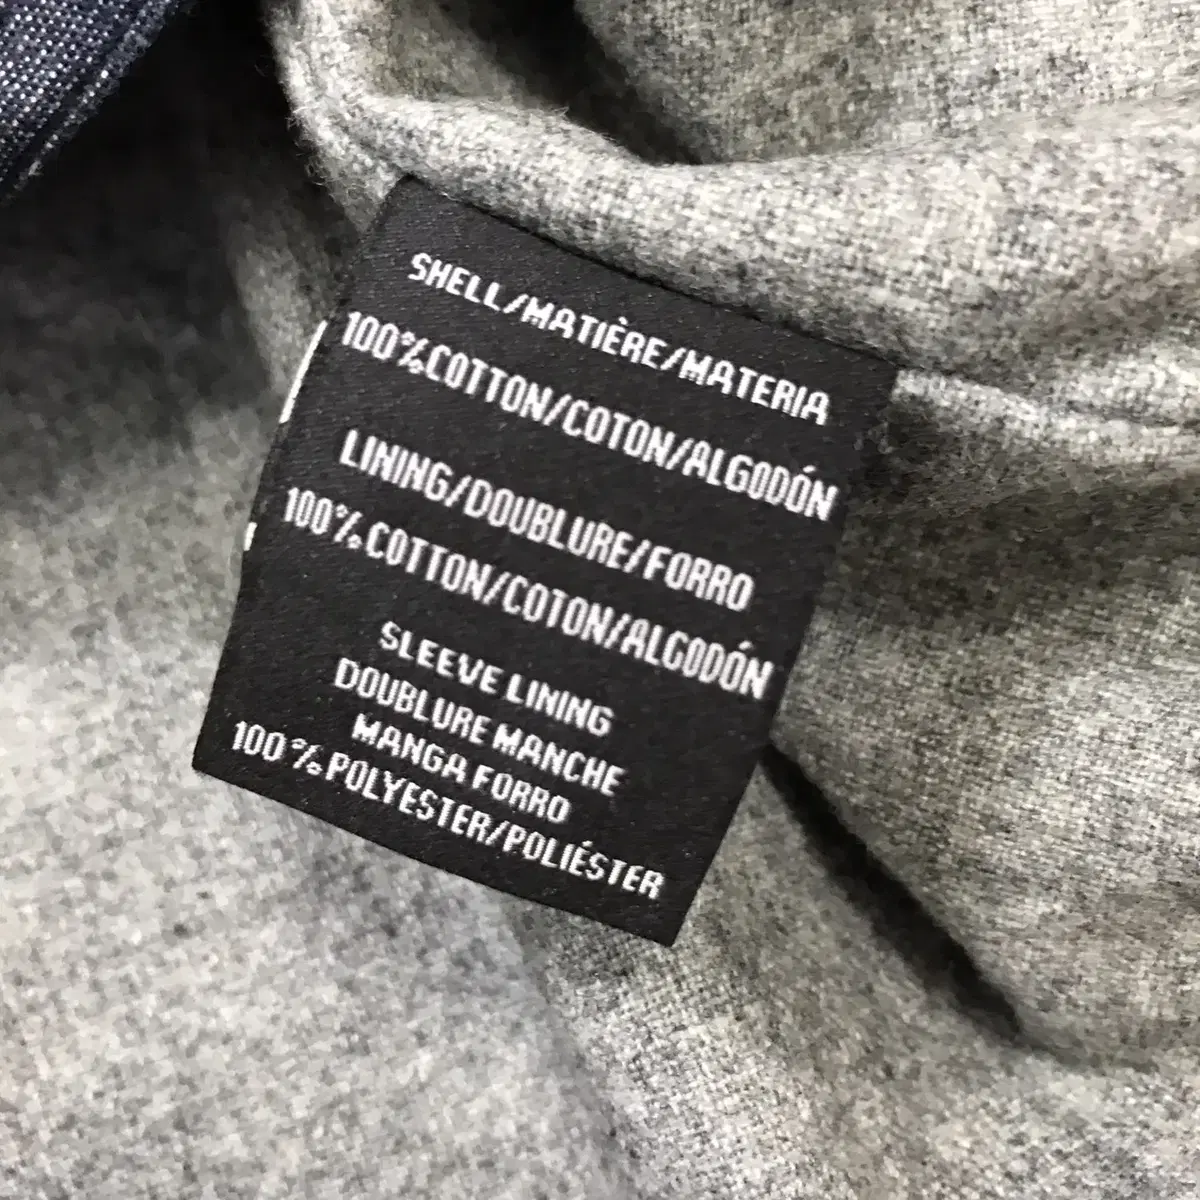 SHELL/MATIÈRE/MATERIA
100%COTTON/COTON/ALGODÓN
LINING/DOUBLURE/FORRO
100%COTTON/COTON/ALGODÓN
SLEEVE LINING
DOUBLURE MANCHE
MANGA FORRO
100%POLYESTER/POLIÉSTER